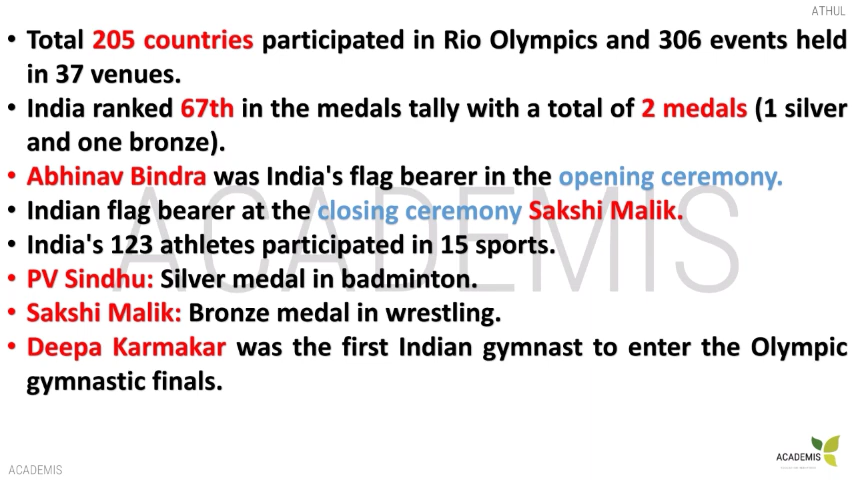 ATHUL
• Total 205 countries participated in Rio Olympics and 306 events held
in 37 venues.
• India ranked 67th in the medals tally with a total of 2 medals (1 silver
and one bronze).
• Abhinav Bindra was India's flag bearer in the opening ceremony.
• Indian flag bearer at the closing ceremony Sakshi Malik.
• India's 123 athletes participated in 15 sports.
• PV Sindhu: Silver medal in badminton.
• Sakshi Malik: Bronze medal in wrestling.
• Deepa Karmakar was the first Indian gymnast to enter the Olympic
gymnastic finals.
ACADEMIS
ACADEMIS
ACADEMIS